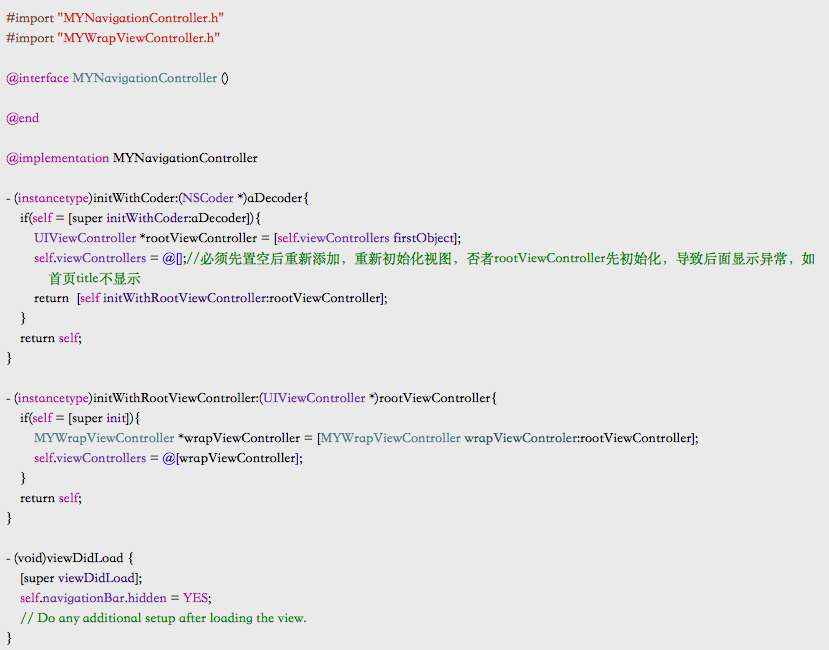 #import "MYNavigationController.h"
#import "MYWrapViewController.h"
@interface MYNavigationController ()
@end
@implementation MYNavigationController
- (instancetype)initWithCoder:(NSCoder *)aDecoder{
if(self = [super initWithCoder:aDecoder]){
UIViewController *rootViewController = [self.viewControllers firstObject];
self.viewControllers = @[];//必须先置空后重新添加，重新初始化视图，否者rootViewController先初始化，导致后面显示异常，如
首页title不显示
return  [self initWithRootViewController:rootViewController];
}
return self;
}
- (instancetype)initWithRootViewController:(UIViewController *)rootViewController{
if(self = [super init]){
MYWrapViewController *wrapViewController = [MYWrapViewController wrapViewControler:rootViewController];
self.viewControllers = @[wrapViewController];
}
return self;
}
- (void)viewDidLoad {
[super viewDidLoad];
self.navigationBar.hidden = YES;
// Do any additional setup after loading the view.
}